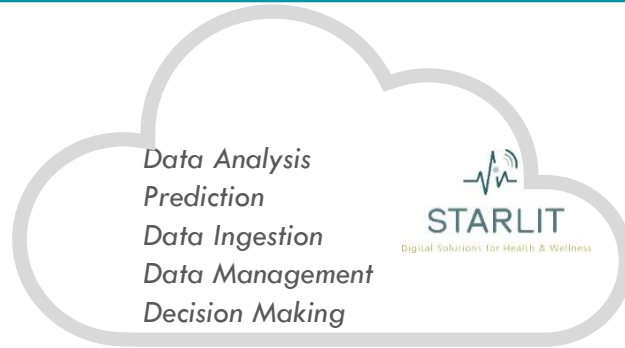 Data Analysis
Prediction
Data Ingestion
Data Management
Decision Making
STARLIT
Digital Solutions for Health & Wellness